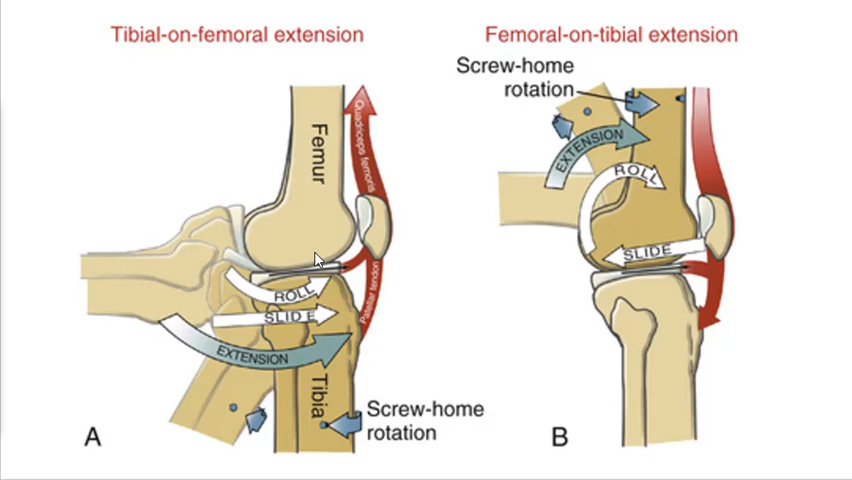 Tibial-on-femoral extension
Femoral-on-tibial extension
Screw-home
rotation
Femur
Quadriceps femoris
EXTENSION
ROLL
SLIDE
ROLL
SLIDE
Patellar tendon
EXTENSION
Tibia
Screw-home
rotation
A
B